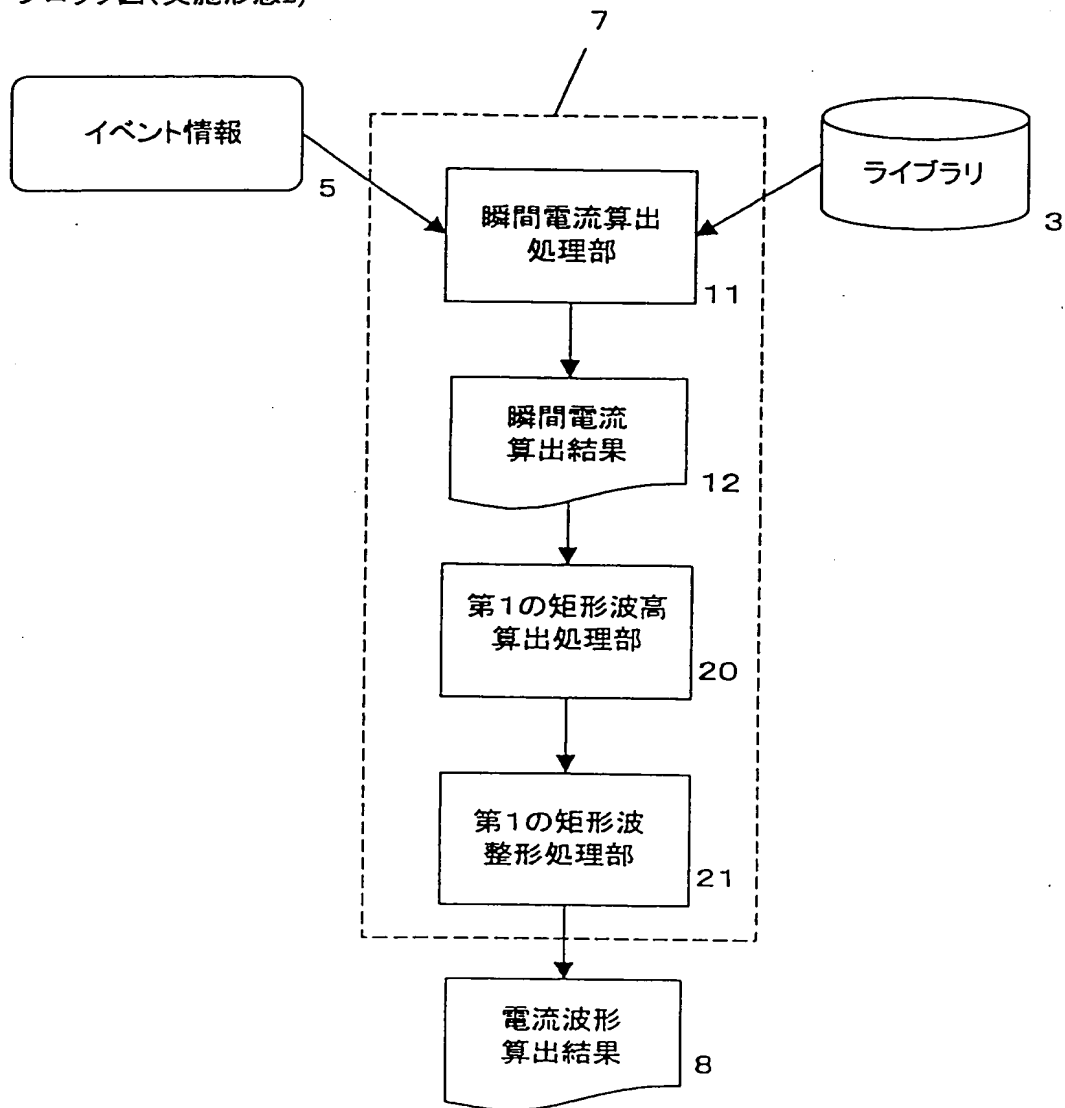 7
イベント情報
5
ライブラリ
3
瞬間電流算出
処理部
11
瞬間電流
算出結果
12
第1の矩形波高
算出処理部
20
第1の矩形波
整形処理部
21
電流波形
算出結果
8